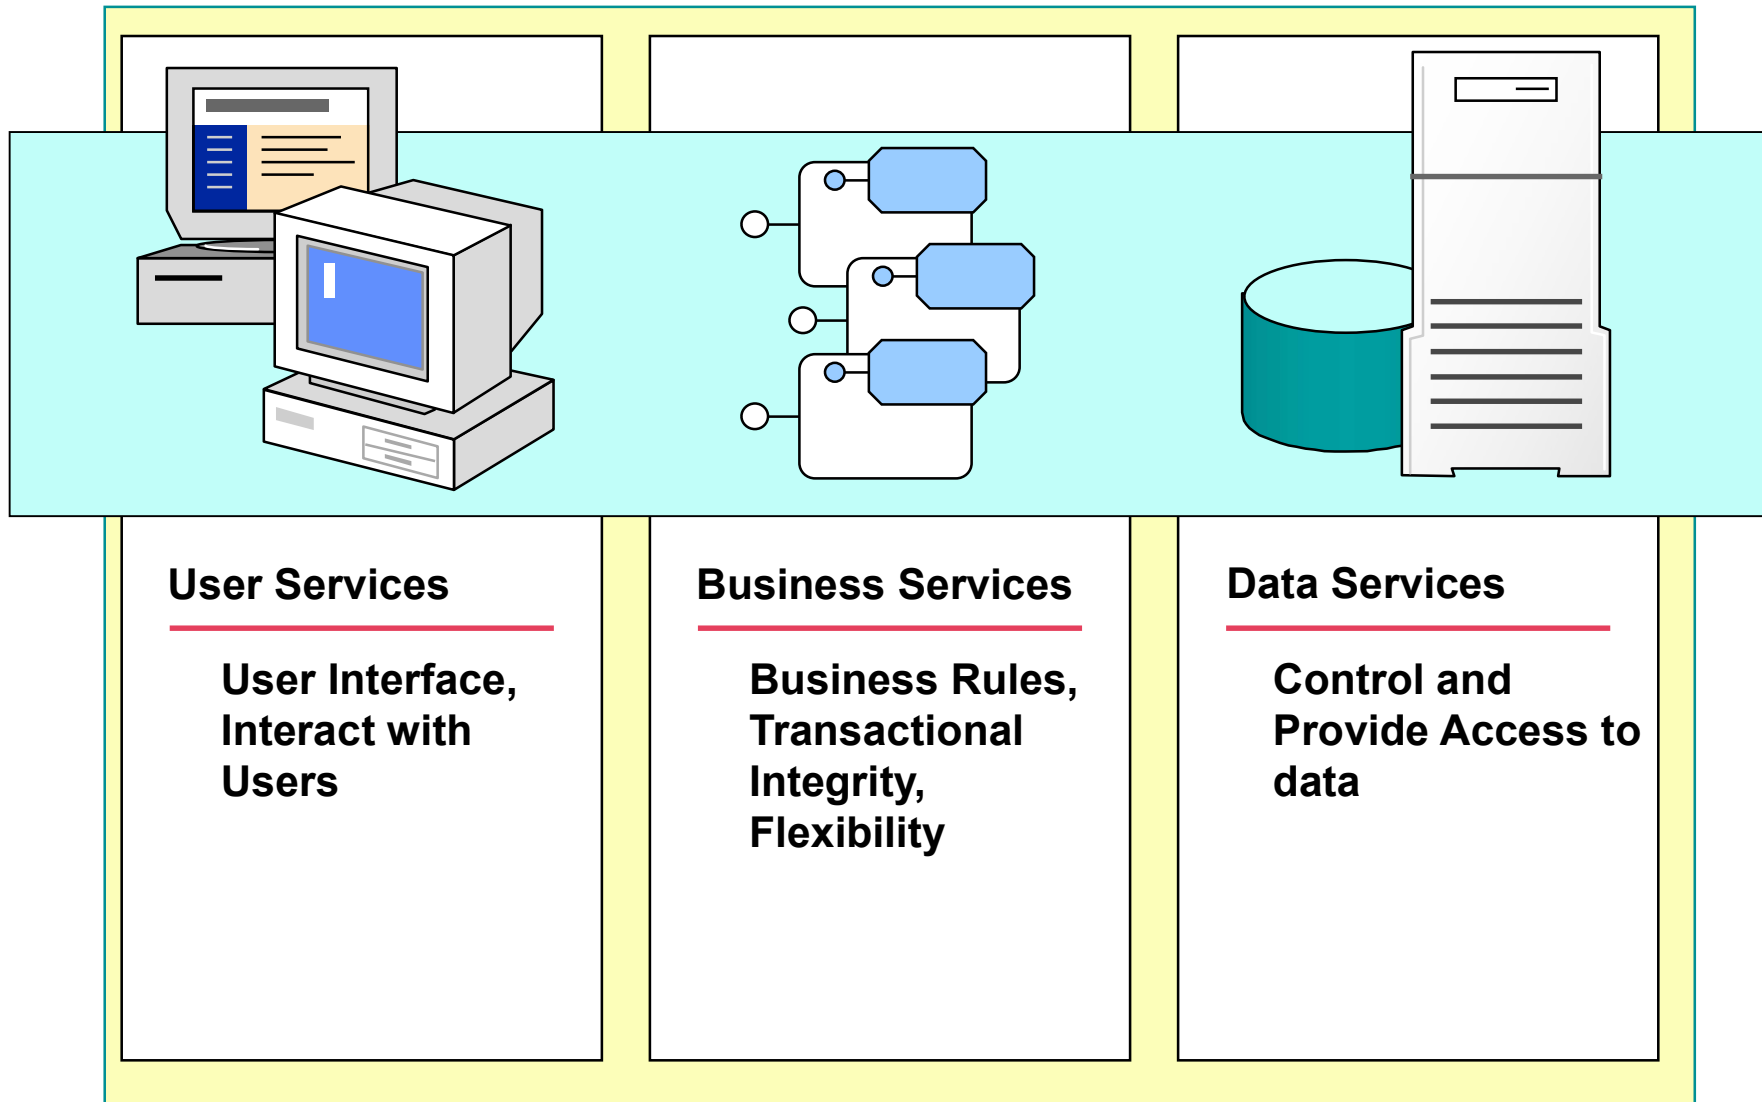 User Services
User Interface,
Interact with
Users
Business Services
Business Rules,
Transactional
Integrity,
Flexibility
Data Services
Control and
Provide Access to
data